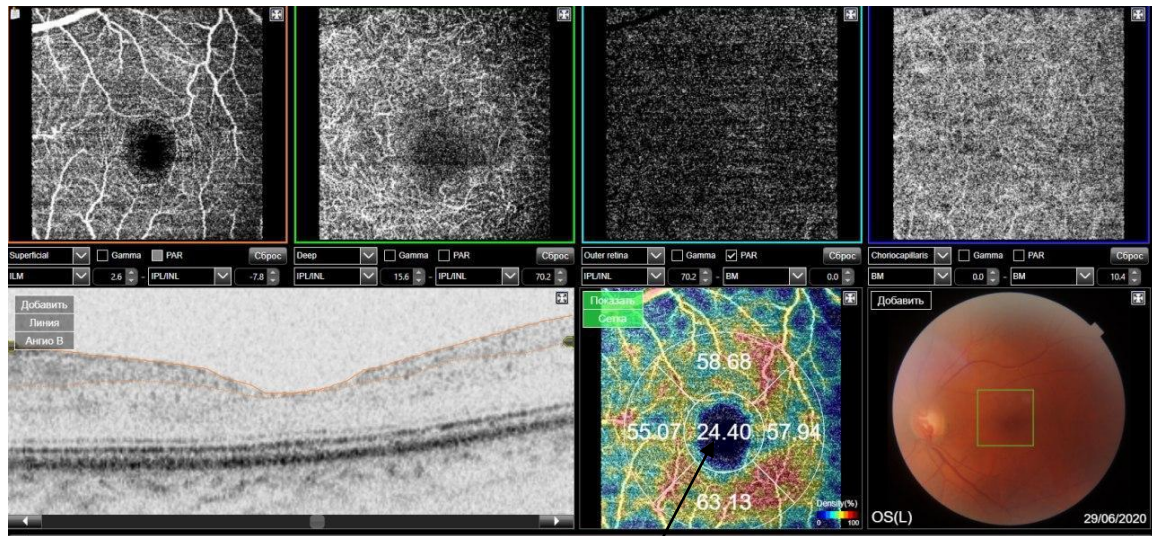 Superficial Gamma PAR Сброс
ILM 2.6 - IPL/INL -7.8
Deep Gamma PAR Сброс
IPL/INL 15.6 - IPL/INL 70.2
Outer retina Gamma PAR Сброс
IPL/INL 70.2 - BM 0.0
Choriocapillaris Gamma PAR Сброс
BM 0.0 - BM 10.4
Добавить
Линия
Ангио B
Показать
Сетка
58.68
55.07 24.40 57.94
63.13
Density(%)
0 100
Добавить
OS(L) 29/06/2020